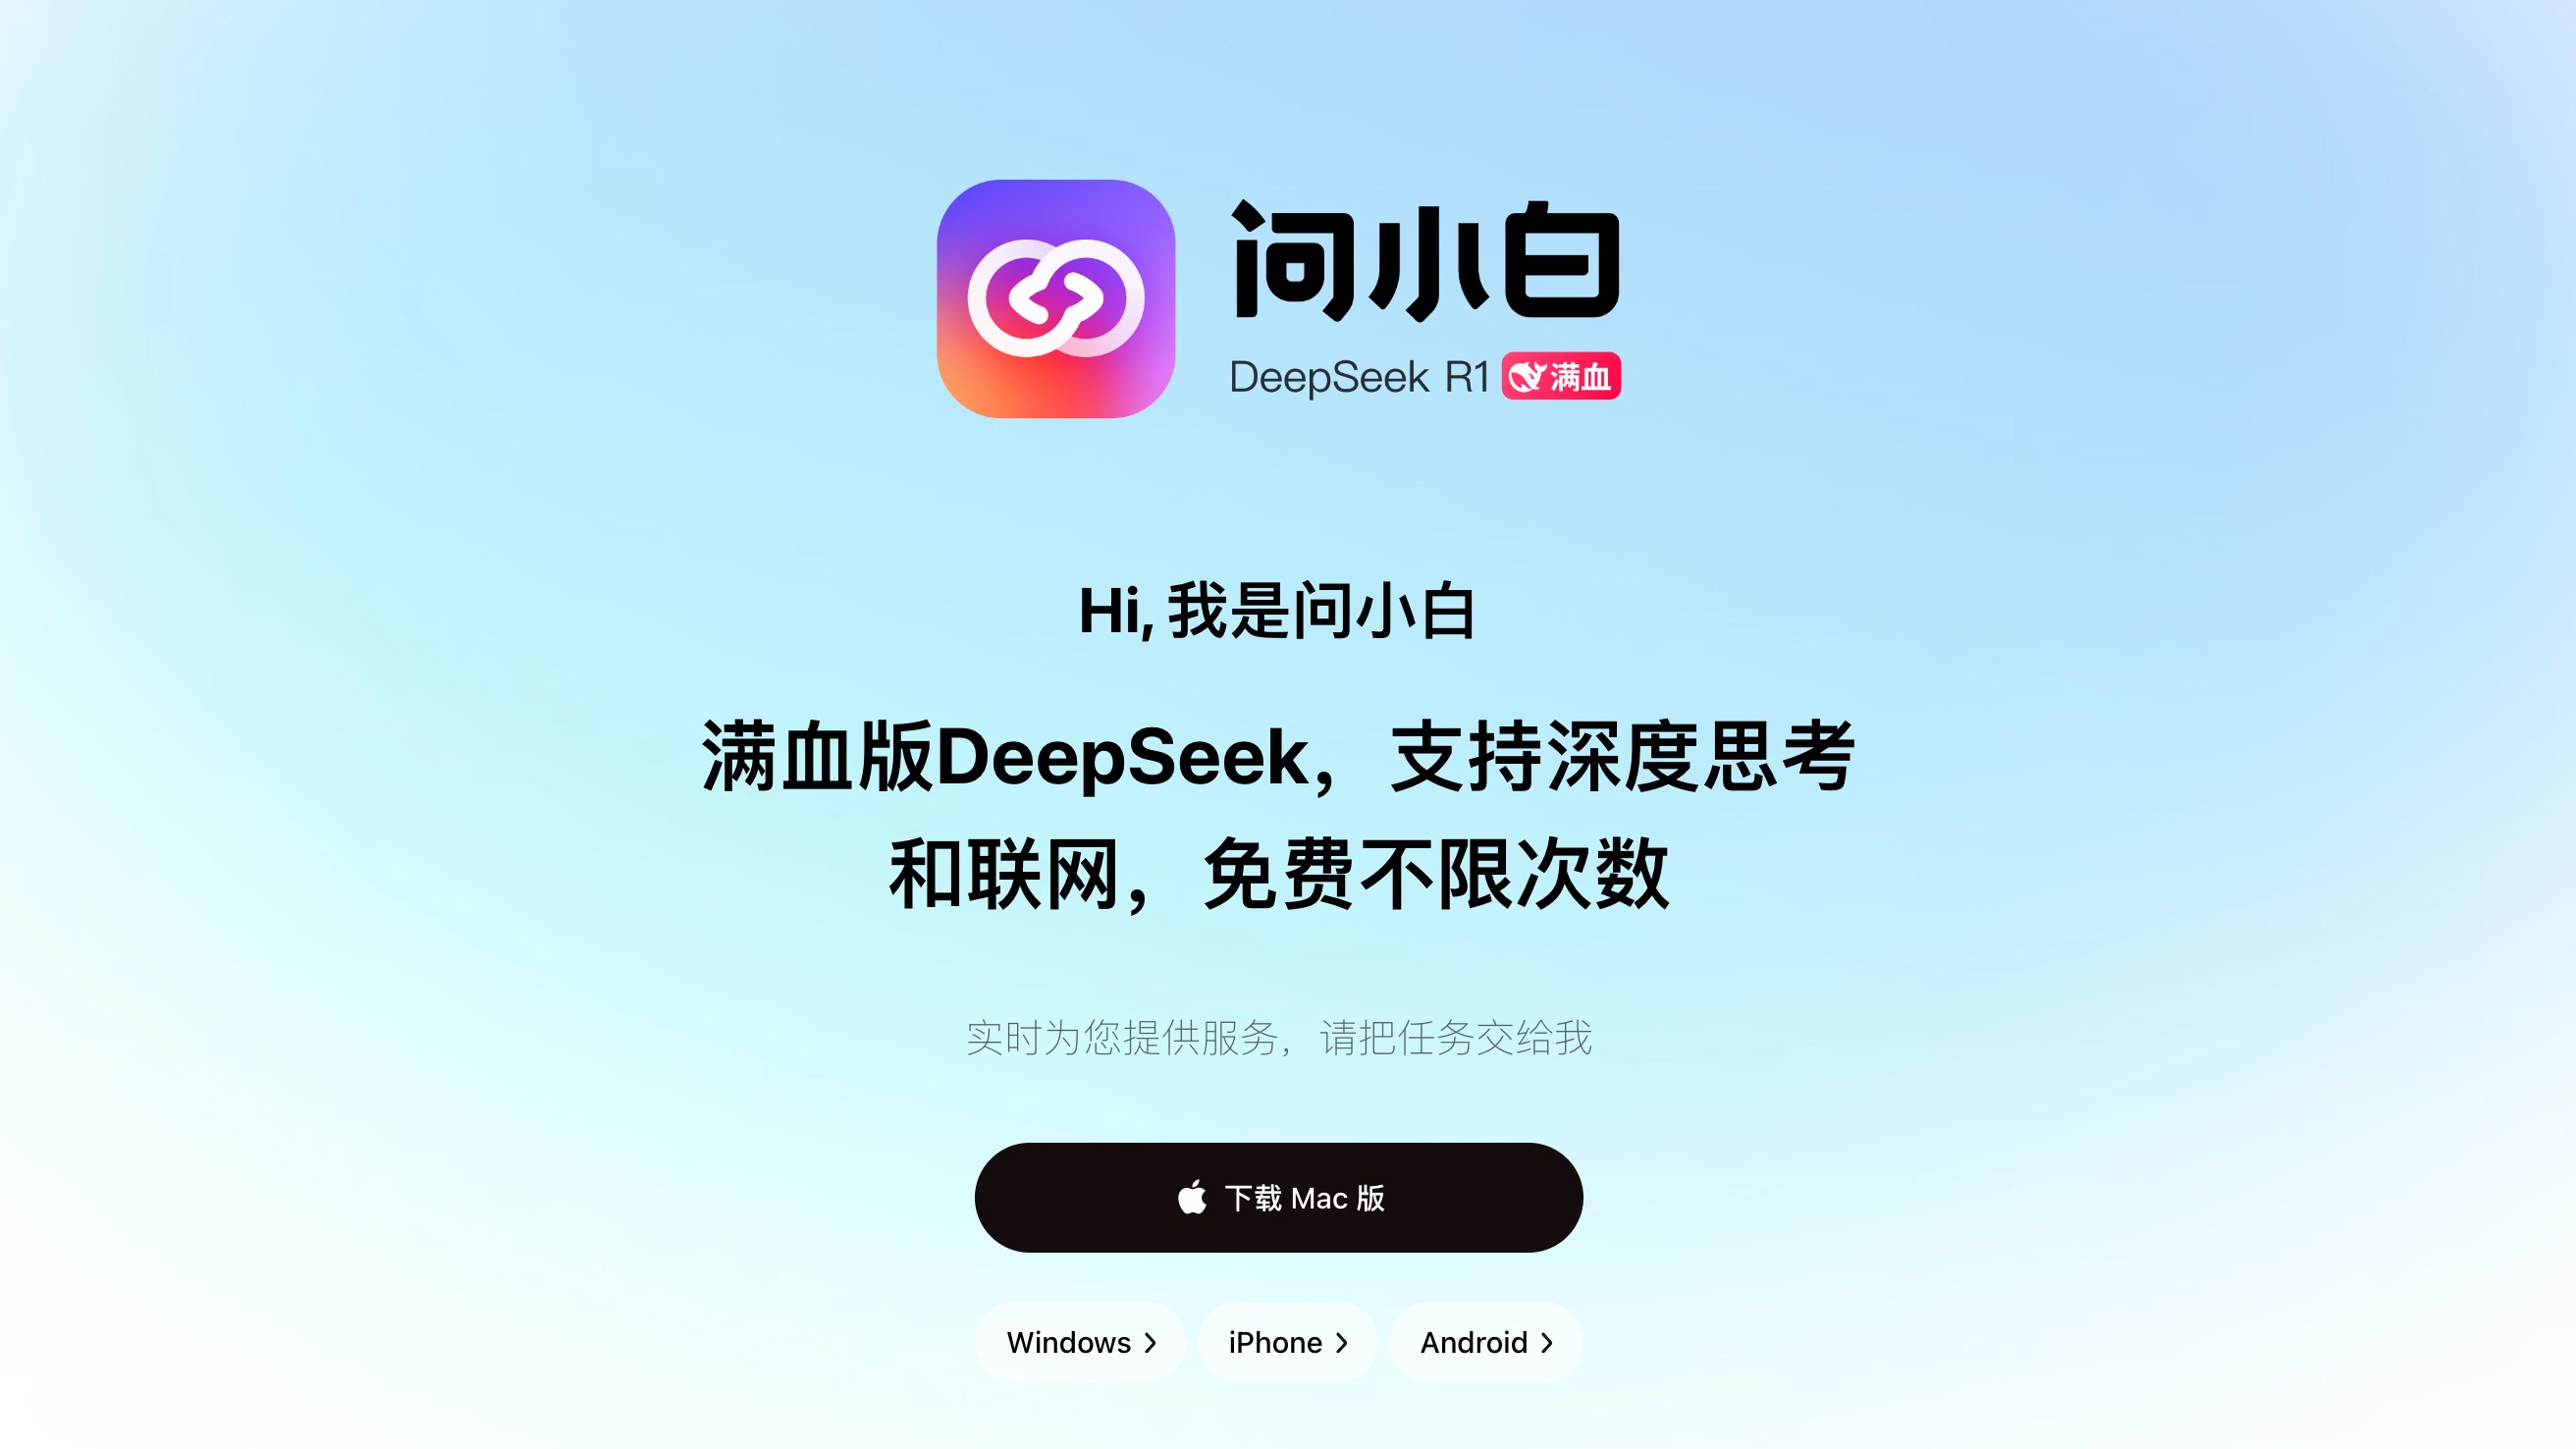 问小白
DeepSeek R1 满血
Hi, 我是问小白
满血版DeepSeek，支持深度思考
和联网，免费不限次数
实时为您提供服务，请把任务交给我
下载 Mac 版
Windows
iPhone
Android